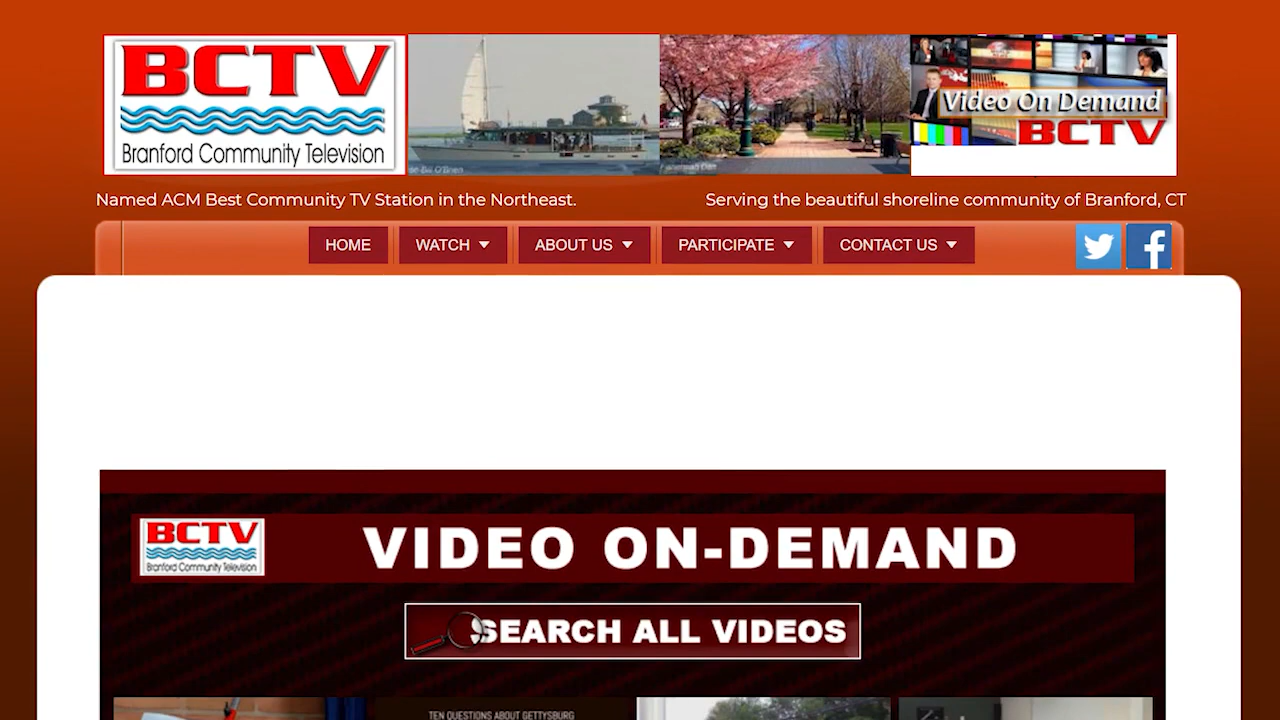 BCTV
Branford Community Television
Video On Demand
BCTV
Named ACM Best Community TV Station in the Northeast.
Serving the beautiful shoreline community of Branford, CT
HOME
WATCH
ABOUT US
PARTICIPATE
CONTACT US
BCTV
Branford Community Television
VIDEO ON-DEMAND
SEARCH ALL VIDEOS
TEN QUESTIONS ABOUT GETTYSBURG